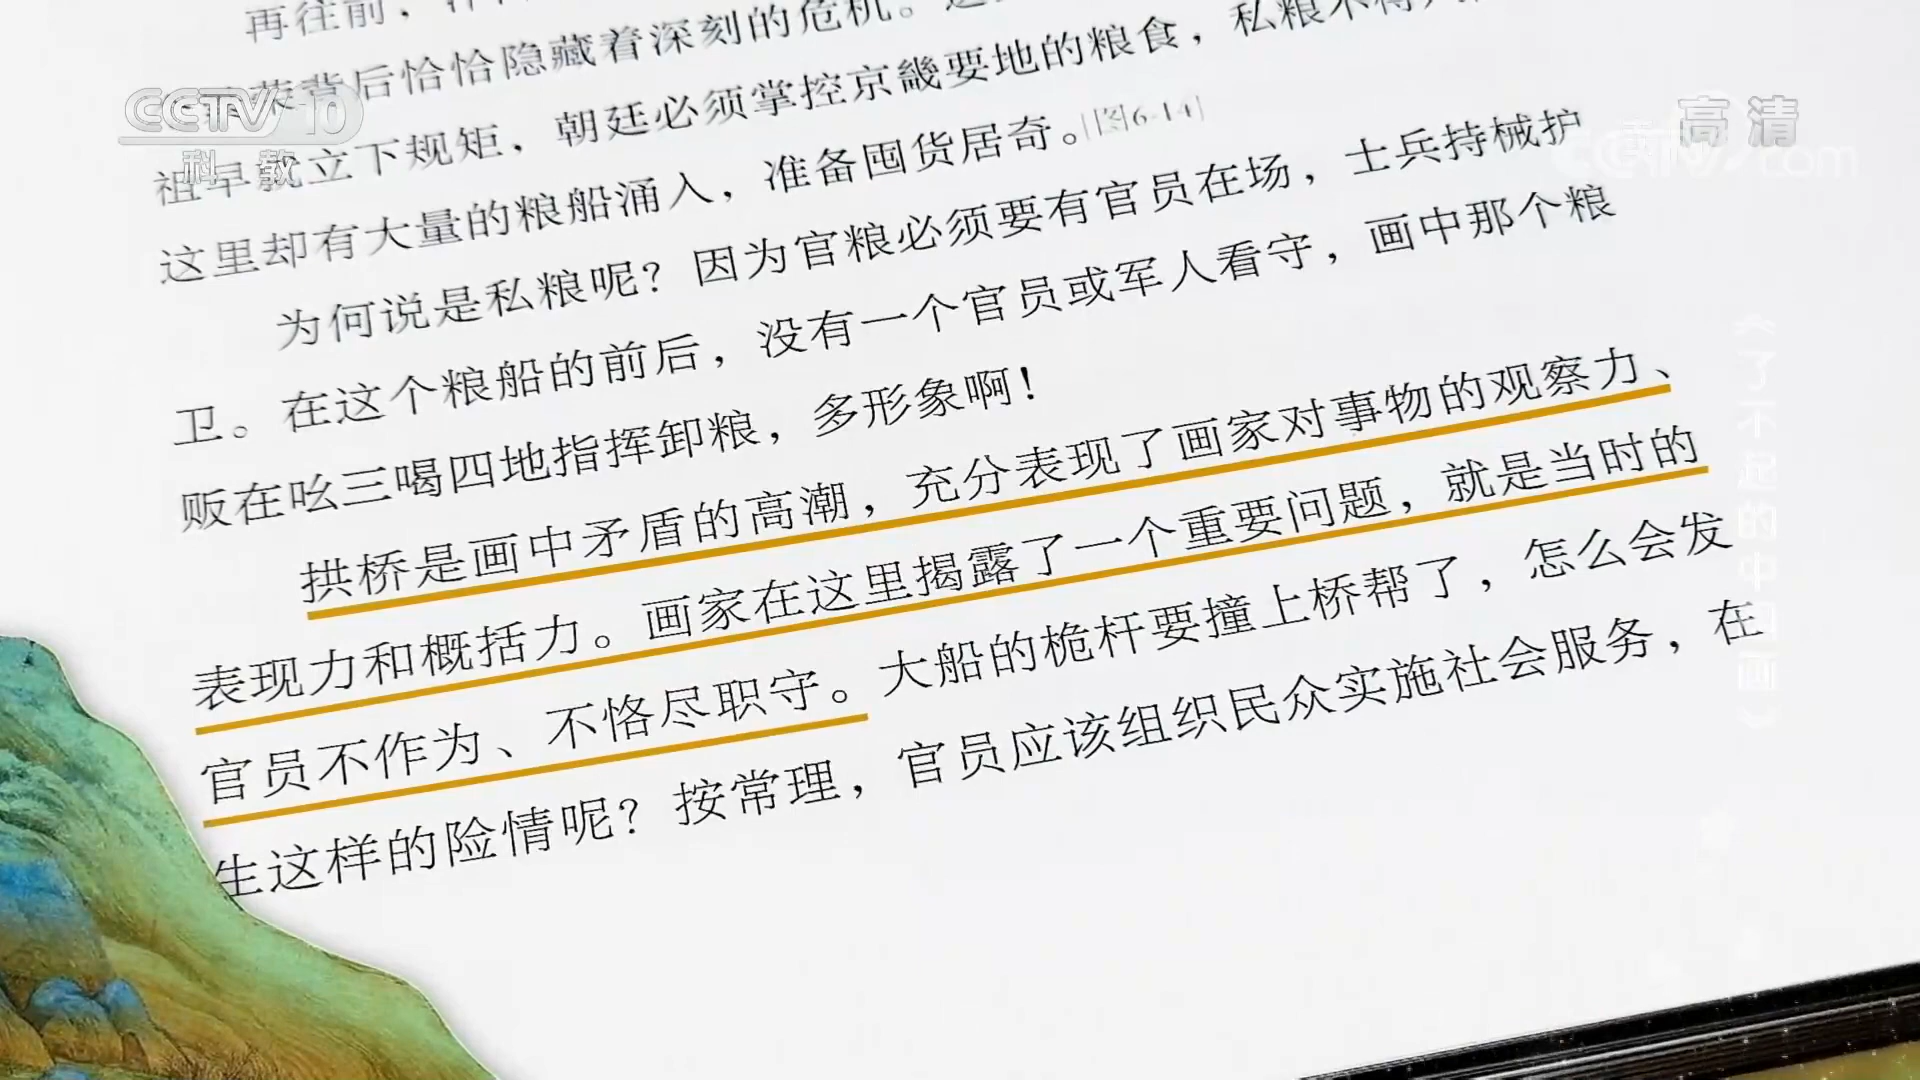 再往前，
荣背后恰恰隐藏着深刻的危机。
祖早就立下规矩，朝廷必须掌控京畿要地的粮食，私粮不得
这里却有大量的粮船涌入，准备囤货居奇。[图6-14]
为何说是私粮呢？因为官粮必须要有官员在场，士兵持械护
卫。在这个粮船的前后，没有一个官员或军人看守，画中那个粮
贩在吆三喝四地指挥卸粮，多形象啊！
拱桥是画中矛盾的高潮，充分表现了画家对事物的观察力、
表现力和概括力。画家在这里揭露了一个重要问题，就是当时的
官员不作为、不恪尽职守。大船的桅杆要撞上桥帮了，怎么会发
生这样的险情呢？按常理，官员应该组织民众实施社会服务，在
CCTV 10
科教
高清
CCTV.com
《了不起的中国画》